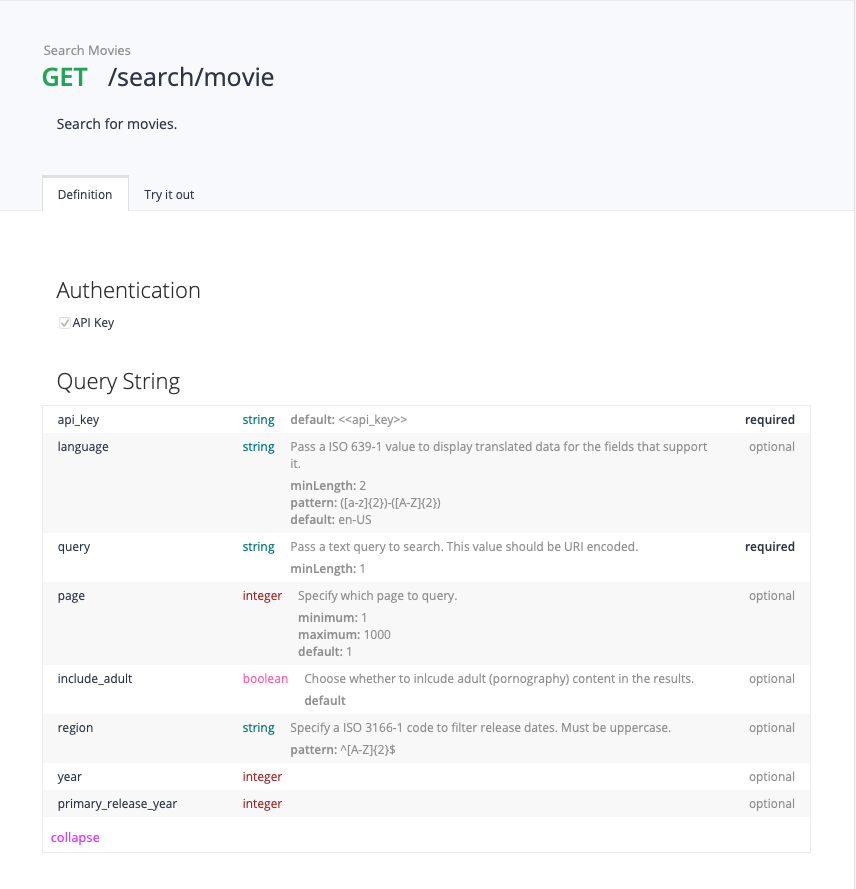 Search Movies
GET /search/movie
Search for movies.
Definition Try it out
Authentication
API Key
Query String
api_key string default: <<api_key>> required
language string Pass a ISO 639-1 value to display translated data for the fields that support optional
it.
minLength: 2
pattern: ([a-z]{2})-([A-Z]{2})
default: en-US
query string Pass a text query to search. This value should be URI encoded. required
minLength: 1
page integer Specify which page to query. optional
minimum: 1
maximum: 1000
default: 1
include_adult boolean Choose whether to inlcude adult (pornography) content in the results. optional
default
region string Specify a ISO 3166-1 code to filter release dates. Must be uppercase. optional
pattern: ^[A-Z]{2}$
year integer optional
primary_release_year integer optional
collapse